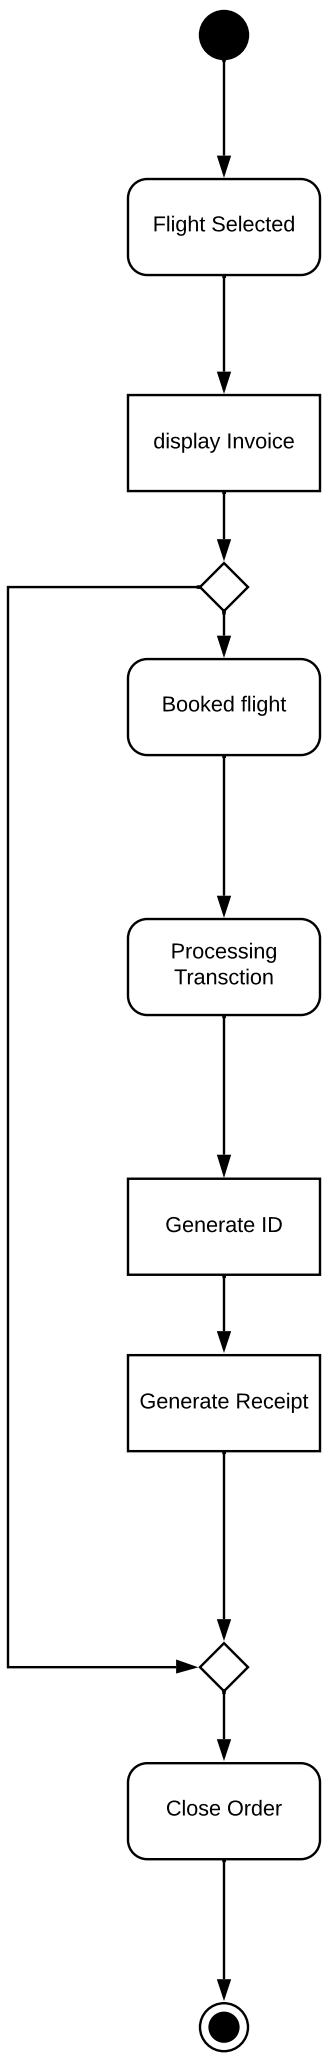 Flight Selected
display Invoice
Booked flight
Processing
Transction
Generate ID
Generate Receipt
Close Order